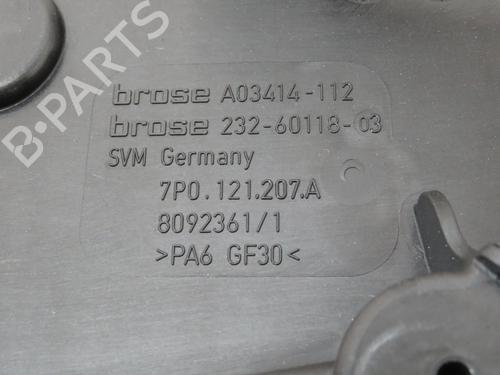 B-PARTS
brose A03414-112
brose 232-60118-03
SVM Germany
7P0.121.207.A
8092361/1
>PA6 GF30<